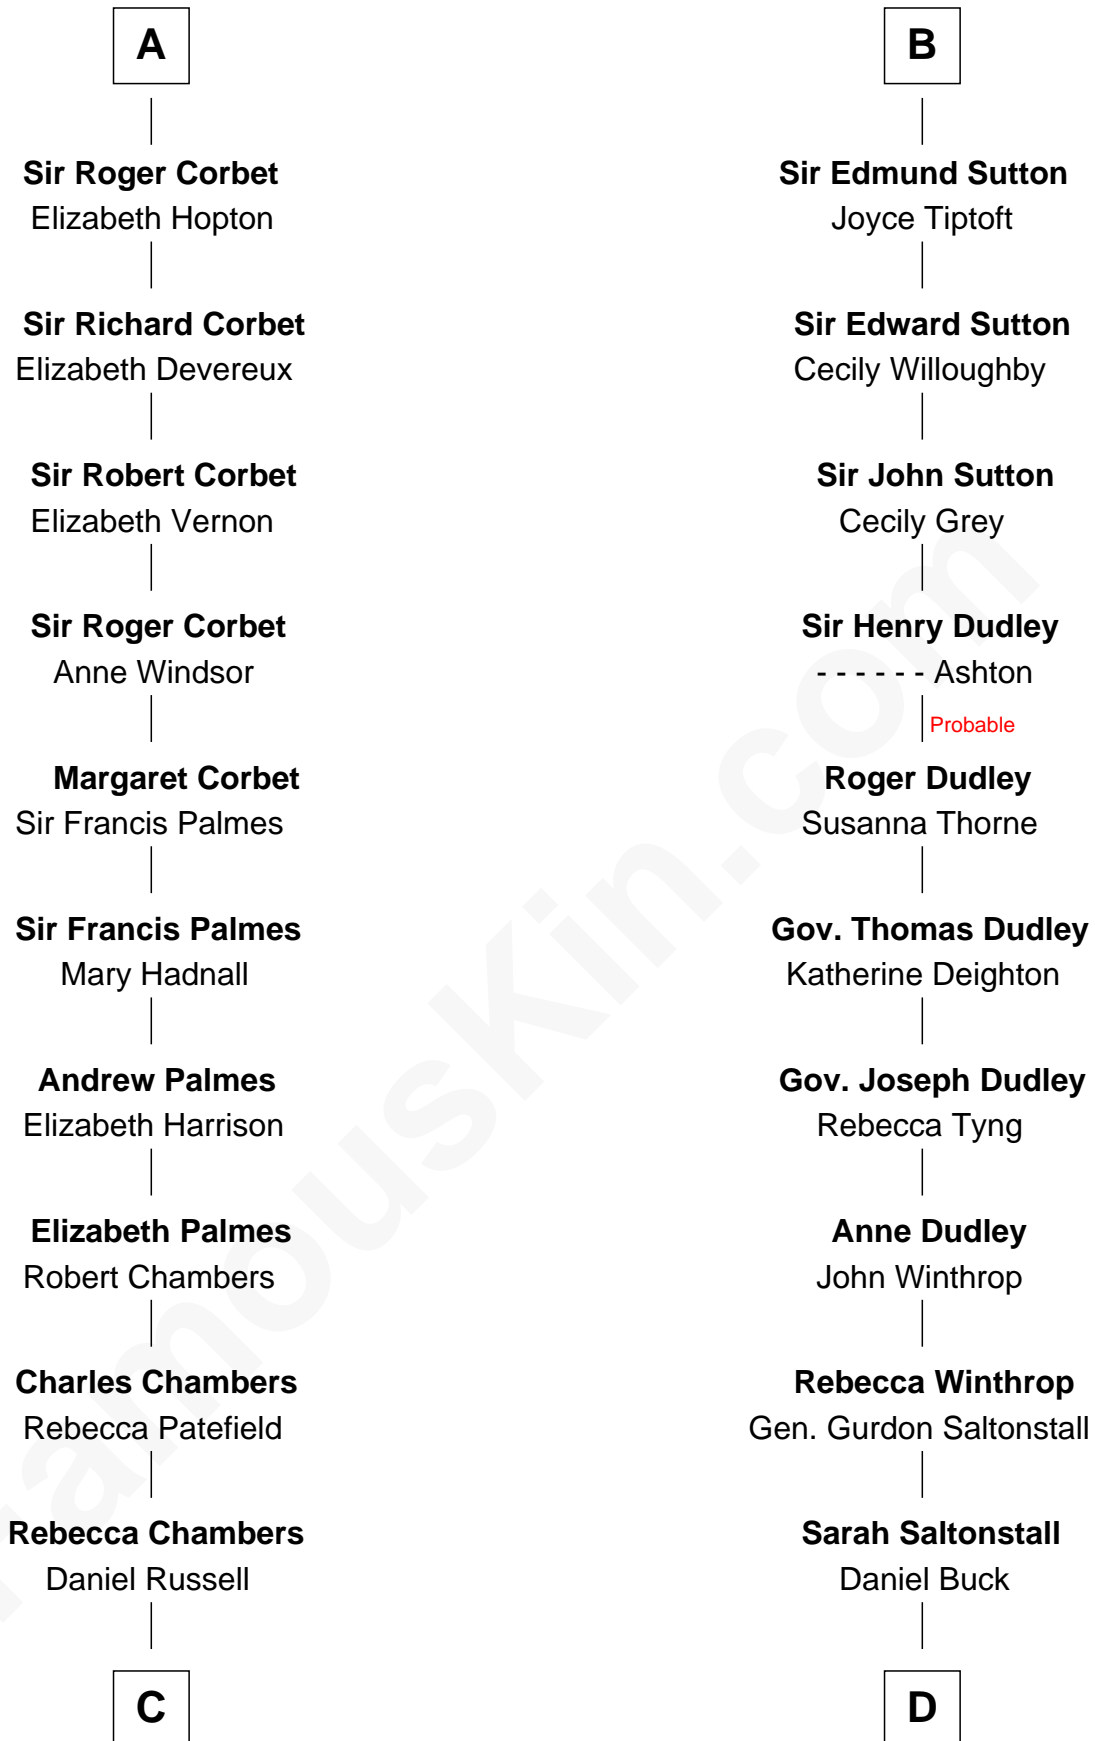 A
Sir Roger Corbet
Elizabeth Hopton
Sir Richard Corbet
Elizabeth Devereux
Sir Robert Corbet
Elizabeth Vernon
Sir Roger Corbet
Anne Windsor
Margaret Corbet
Sir Francis Palmes
Sir Francis Palmes
Mary Hadnall
Andrew Palmes
Elizabeth Harrison
Elizabeth Palmes
Robert Chambers
Charles Chambers
Rebecca Patefield
Rebecca Chambers
Daniel Russell
C
B
Sir Edmund Sutton
Joyce Tiptoft
Sir Edward Sutton
Cecily Willoughby
Sir John Sutton
Cecily Grey
Sir Henry Dudley
- - - - - - Ashton
Probable
Roger Dudley
Susanna Thorne
Gov. Thomas Dudley
Katherine Deighton
Gov. Joseph Dudley
Rebecca Tyng
Anne Dudley
John Winthrop
Rebecca Winthrop
Gen. Gurdon Saltonstall
Sarah Saltonstall
Daniel Buck
D
FamousKin.com